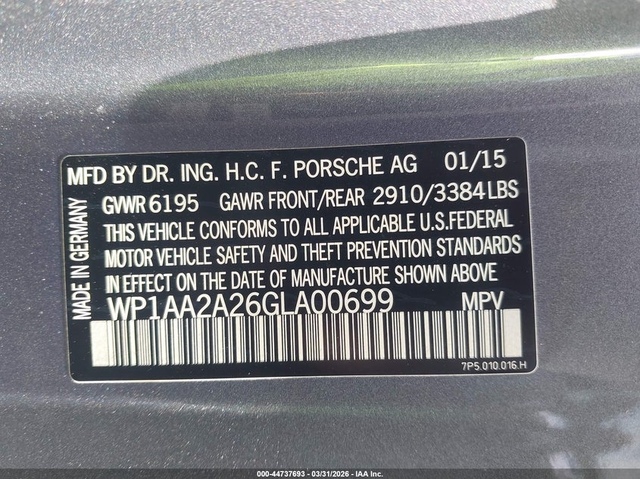 MFD BY DR. ING. H.C. F. PORSCHE AG 01/15
GWR 6195 GAWR FRONT/REAR 2910/3384 LBS
THIS VEHICLE CONFORMS TO ALL APPLICABLE U.S.FEDERAL
MOTOR VEHICLE SAFETY AND THEFT PREVENTION STANDARDS
IN EFFECT ON THE DATE OF MANUFACTURE SHOWN ABOVE
WP1AA2A26GLA00699 MPV
MADE IN GERMANY
7P5.010.016.H
000-44737693 - 03/31/2026 - IAA Inc.